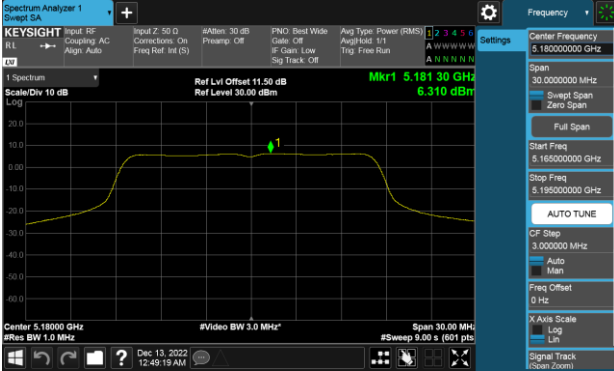 Spectrum Analyzer 1
Swept SA
+
Frequency
KEYSIGHT
RL
LXI
Input: RF
Coupling: AC
Align: Auto
Input Z: 50 Ω
Corrections: On
Freq Ref: Int (S)
#Atten: 30 dB
Preamp: Off
PNO: Best Wide
Gate: Off
IF Gain: Low
Sig Track: Off
Avg Type: Power (RMS)
Avg|Hold: 1/1
Trig: Free Run
1 2 3 4 5 6
A W W W W W
A N N N N N
Settings
1 Spectrum
Scale/Div 10 dB
Log
Ref Lvl Offset 11.50 dB
Ref Level 30.00 dBm
Mkr1 5.181 30 GHz
6.310 dBm
1
20.0
10.0
0.00
-10.0
-20.0
-30.0
-40.0
-50.0
-60.0
Center 5.18000 GHz
#Res BW 1.0 MHz
#Video BW 3.0 MHz*
Span 30.00 MHz
#Sweep 9.00 s (601 pts)
Dec 13, 2022
12:49:19 AM
?
Center Frequency
5.180000000 GHz
Span
30.0000000 MHz
Swept Span
Zero Span
Full Span
Start Freq
5.165000000 GHz
Stop Freq
5.195000000 GHz
AUTO TUNE
CF Step
3.000000 MHz
Auto
Man
Freq Offset
0 Hz
X Axis Scale
Log
Lin
Signal Track
(Span Zoom)